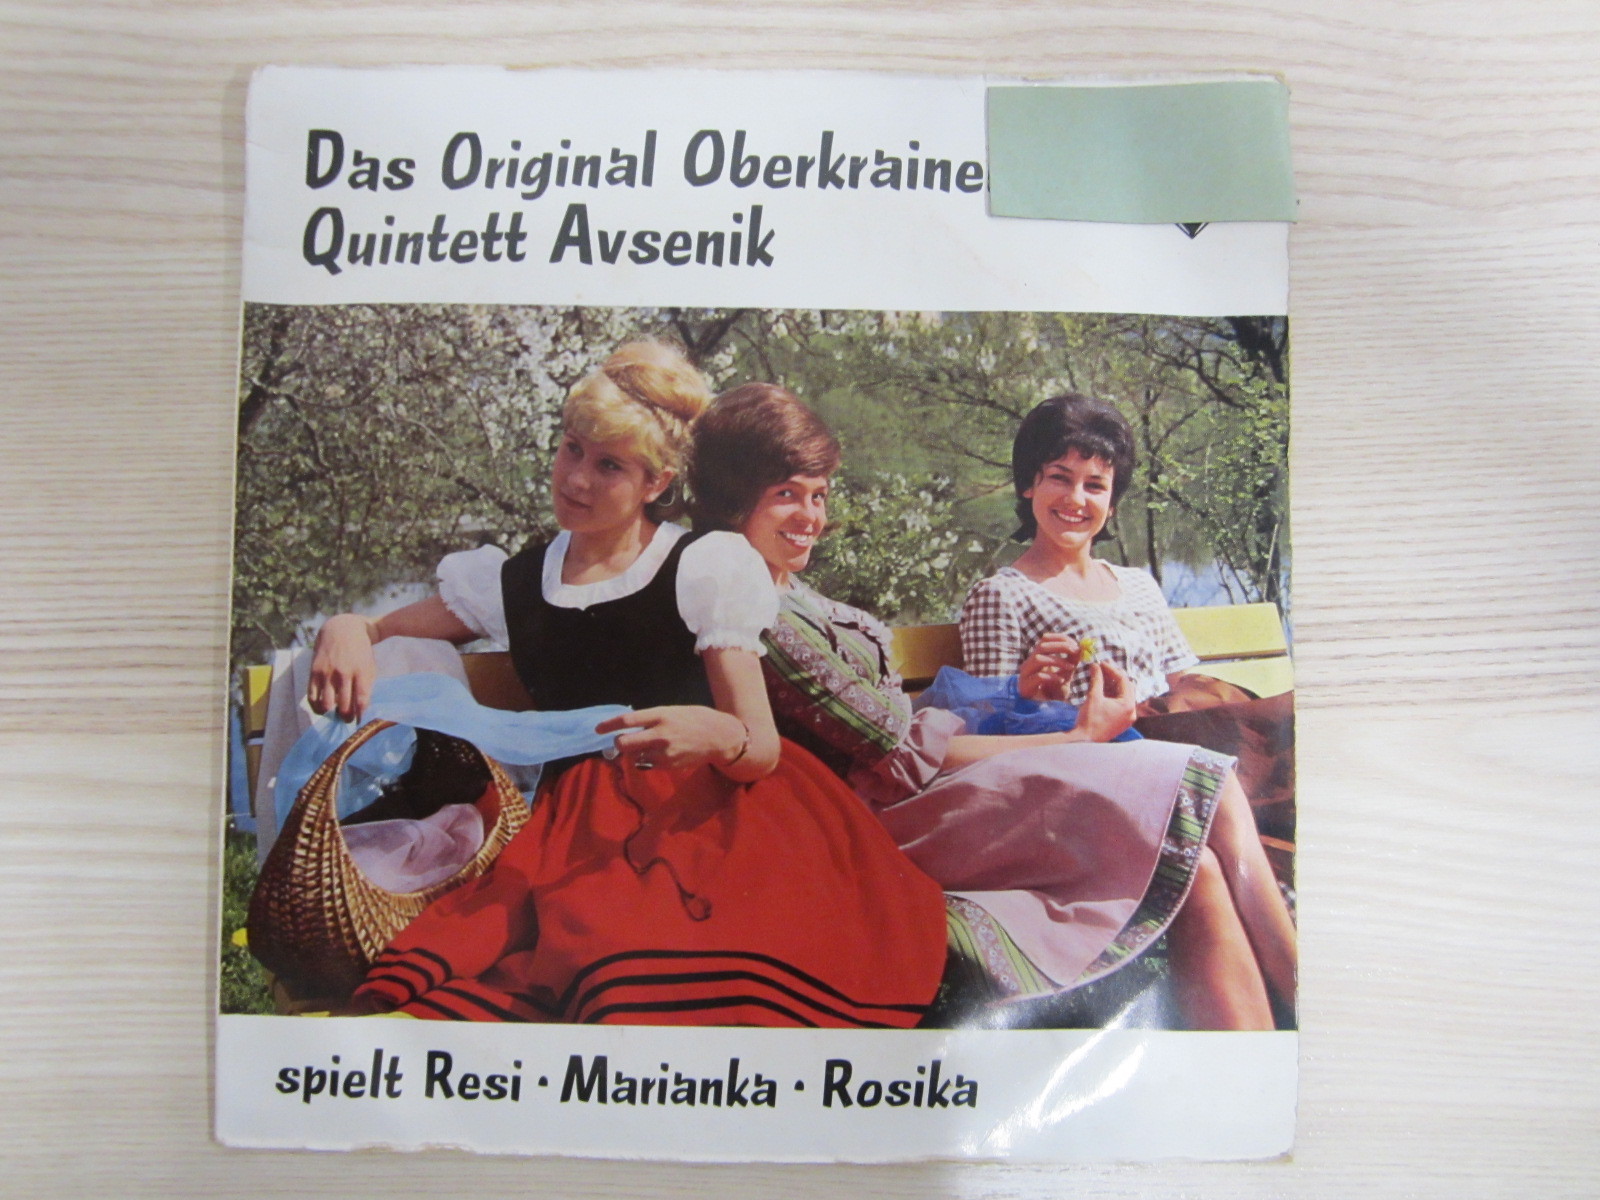 Das Original Oberkraine
Quintett Avsenik
spielt Resi · Marianka · Rosika